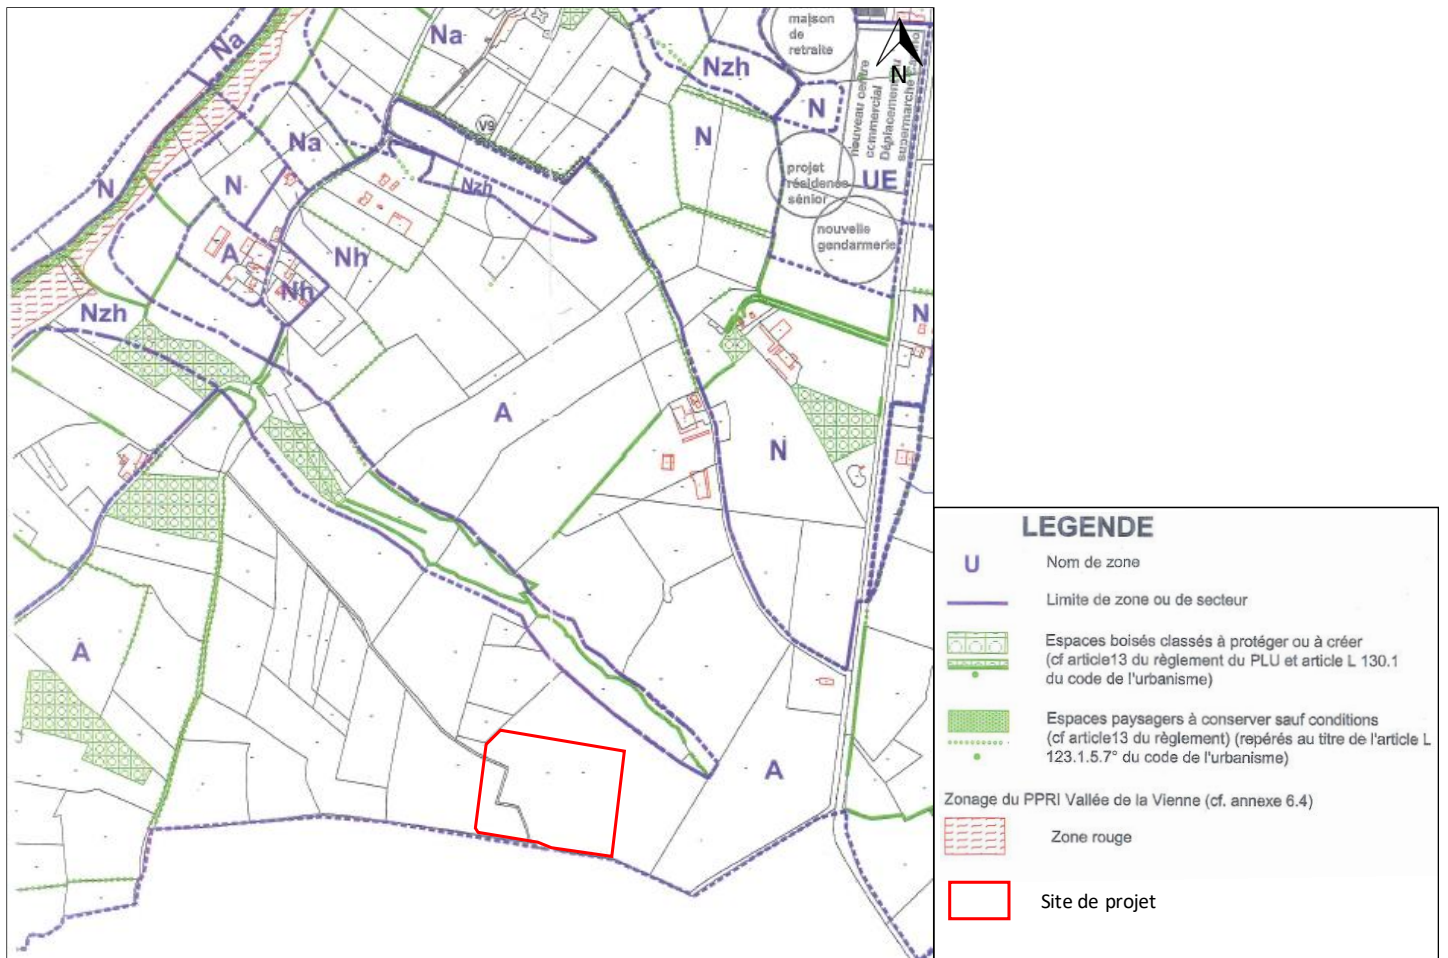 Na
Na
maison
de
retraite
N
Nzh
N
nouveau centre
commercial
Déplacement du
supermarché
V9
N
Na
N
Nzh
projet
résidence
sénior
UE
N
nouvelle
gendarmerie
A
Nh
Nh
Nzh
N
A
N
A
A
LEGENDE
U Nom de zone
Limite de zone ou de secteur
Espaces boisés classés à protéger ou à créer
(cf article13 du règlement du PLU et article L 130.1
du code de l'urbanisme)
Espaces paysagers à conserver sauf conditions
(cf article13 du règlement) (repérés au titre de l'article L
123.1.5.7° du code de l'urbanisme)
Zonage du PPRI Vallée de la Vienne (cf. annexe 6.4)
Zone rouge
Site de projet